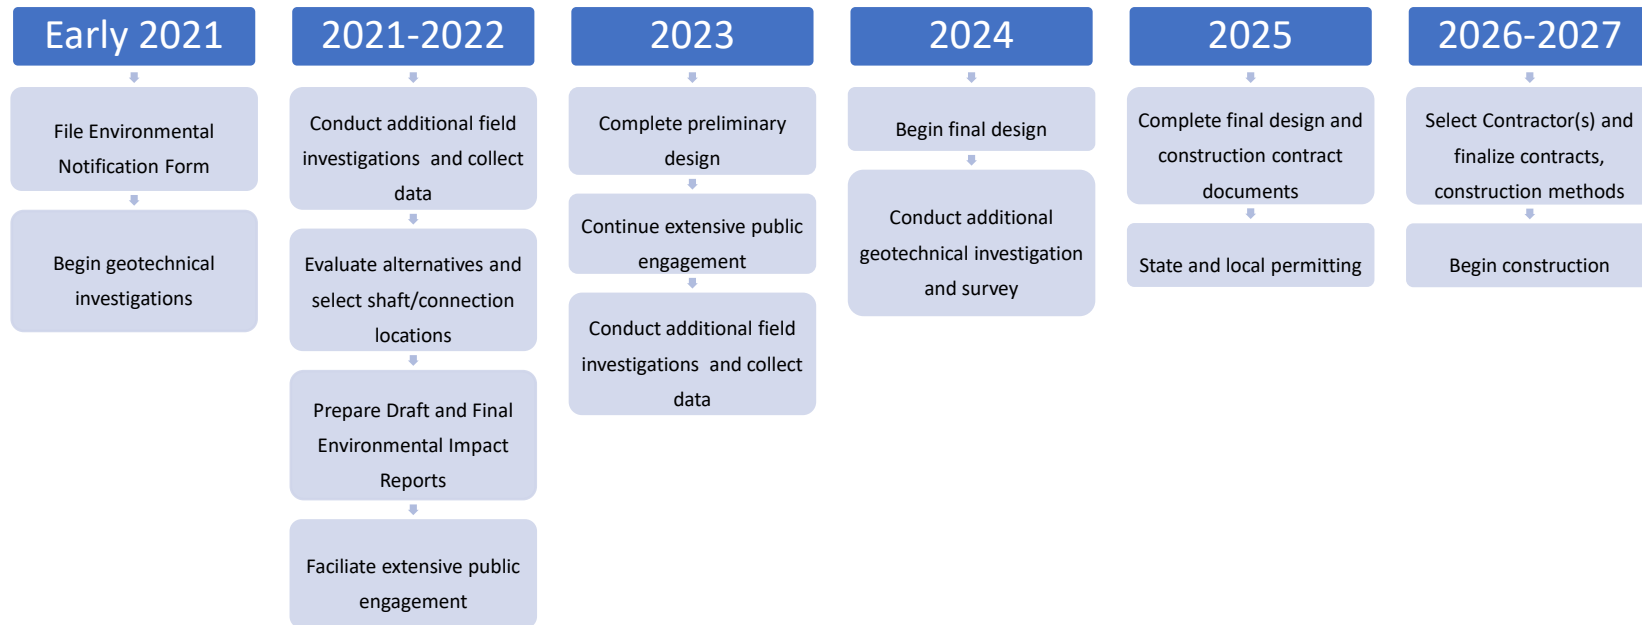 Early 2021
File Environmental
Notification Form
Begin geotechnical
investigations
2021-2022
Conduct additional field
investigations and collect
data
Evaluate alternatives and
select shaft/connection
locations
Prepare Draft and Final
Environmental Impact
Reports
Faciliate extensive public
engagement
2023
Complete preliminary
design
Continue extensive public
engagement
Conduct additional field
investigations and collect
data
2024
Begin final design
Conduct additional
geotechnical investigation
and survey
2025
Complete final design and
construction contract
documents
State and local permitting
2026-2027
Select Contractor(s) and
finalize contracts,
construction methods
Begin construction